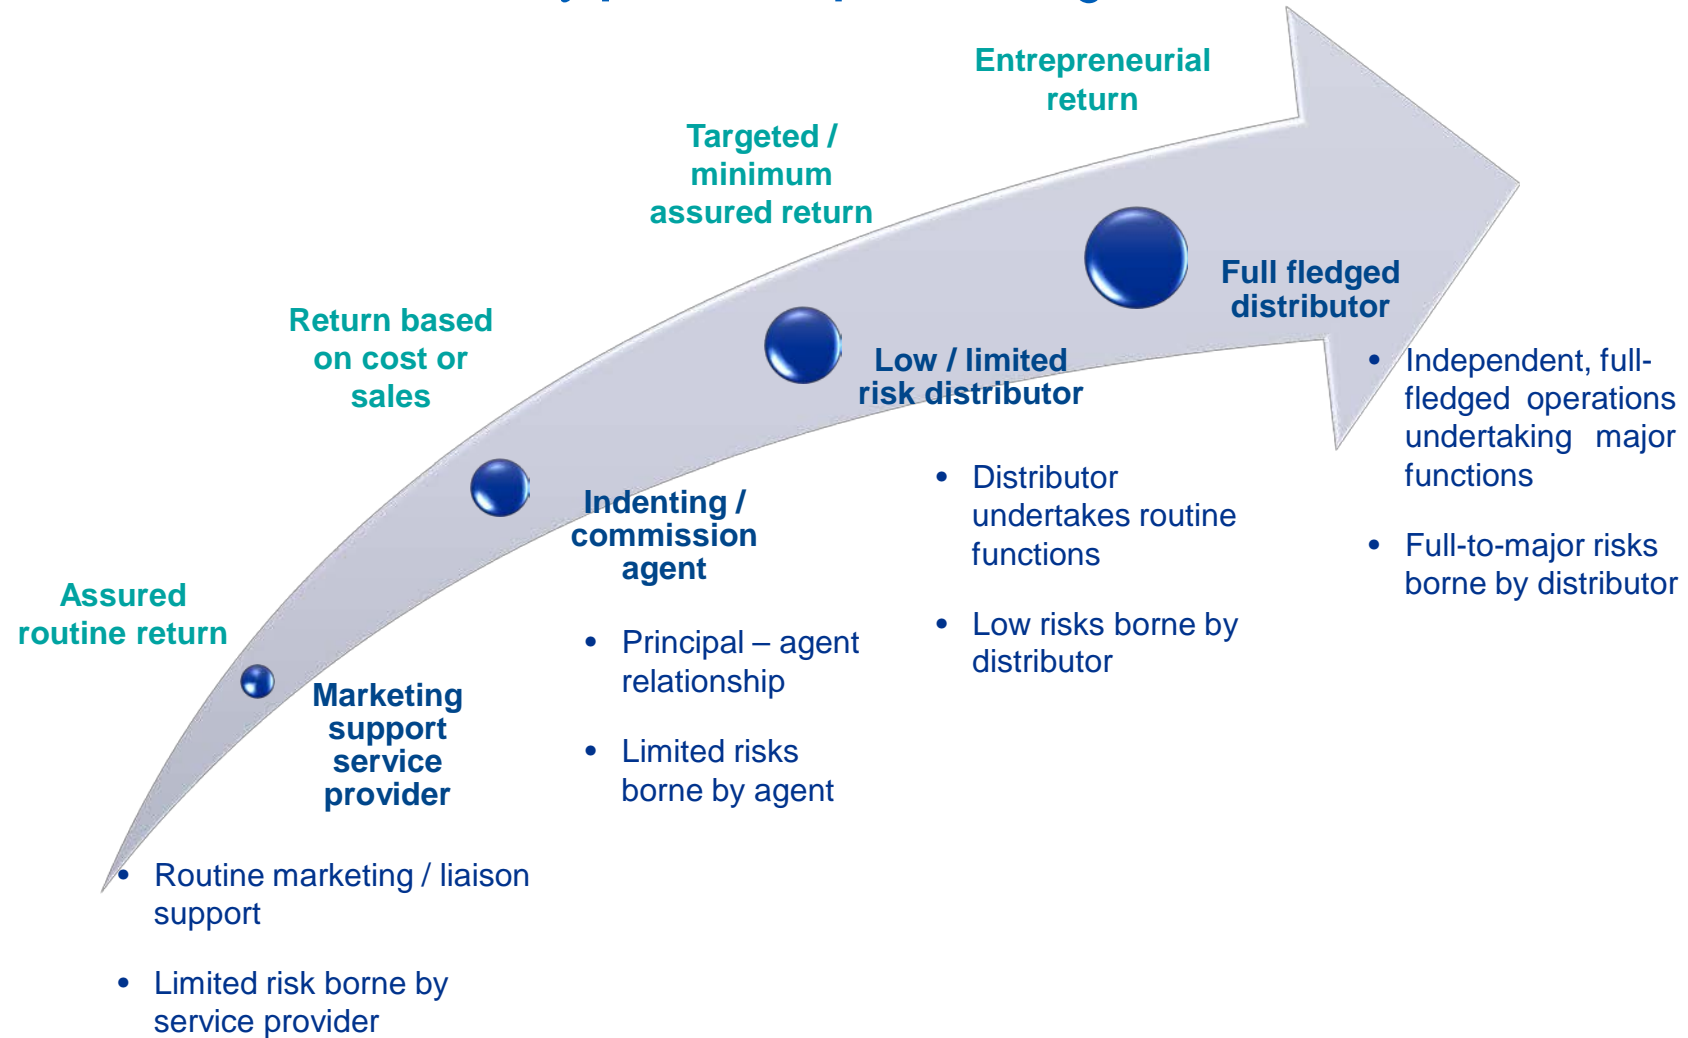 Entrepreneurial
return
Targeted /
minimum
assured return
Full fledged
distributor
Return based
on cost or
sales
Low / limited
risk distributor
• Independent, full-
fledged operations
undertaking major
functions
• Full-to-major risks
borne by distributor
• Distributor
undertakes routine
functions
• Low risks borne by
distributor
Indenting /
commission
agent
• Principal – agent
relationship
• Limited risks
borne by agent
Assured
routine return
Marketing
support
service
provider
• Routine marketing / liaison
support
• Limited risk borne by
service provider